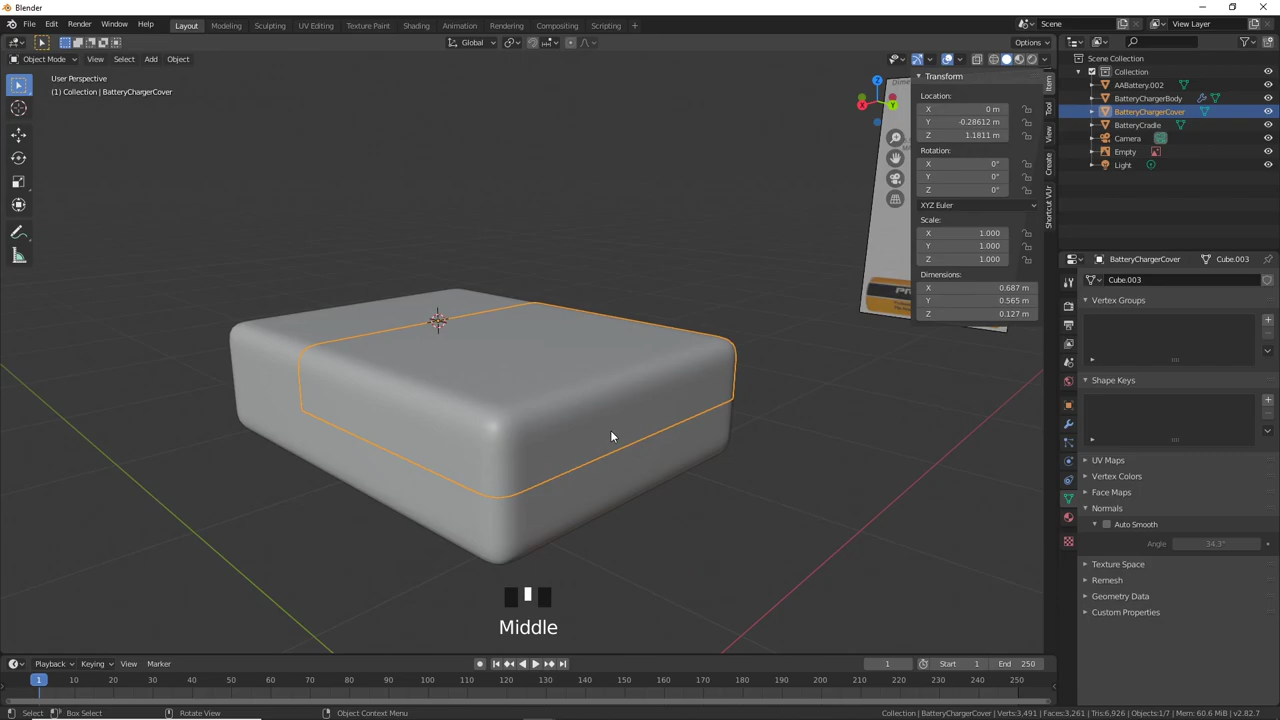 Blender
File Edit Render Window Help
Layout Modeling Sculpting UV Editing Texture Paint Shading Animation Rendering Compositing Scripting +
Scene View Layer
Global Options
Object Mode View Select Add Object
User Perspective
(1) Collection | BatteryChargerCover
Transform
Location:
X 0 m
Y -0.28612 m
Z 1.1811 m
Rotation:
X 0°
Y 0°
Z 0°
XYZ Euler
Scale:
X 1.000
Y 1.000
Z 1.000
Dimensions:
X 0.687 m
Y 0.565 m
Z 0.127 m
Item
Tool
View
Create
Shortcut VUr
X Y Z
Scene Collection
Collection
AABattery.002
BatteryChargerBody
BatteryChargerCover
BatteryCradle
Camera
Empty
Light
BatteryChargerCover Cube.003
Cube.003
Vertex Groups
Shape Keys
UV Maps
Vertex Colors
Face Maps
Normals
Auto Smooth
Angle 34.3°
Texture Space
Remesh
Geometry Data
Custom Properties
Middle
Playback Keying View Marker
1 Start 1 End 250
1 10 20 30 40 50 60 70 80 90 100 110 120 130 140 150 160 170 180 190 200 210 220 230 240 250
Select Box Select Rotate View Object Context Menu
Collection | BatteryChargerCover | Verts:3,491 | Faces:3,261 | Tris:6,926 | Objects:1/7 | Mem: 60.6 MiB | v2.82.7